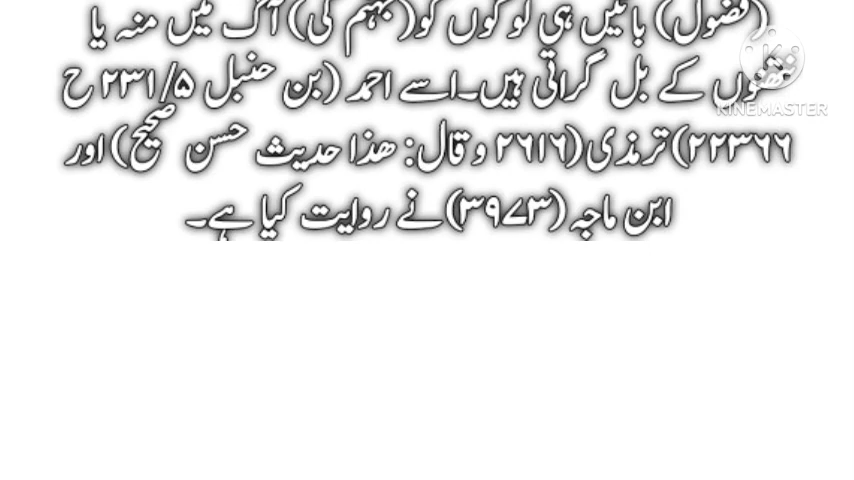 (فضول) باتیں ہی لوگوں کو (جہنم کی) آگ میں منہ یا
نتھنوں کے بل گراتی ہیں۔ اسے احمد (بن حنبل ۵/۲۳۱ ح
۲۲۳۶۶) ترمذی (۲۶۱۶ وقال: ھذا حدیث حسن صحیح) اور
ابن ماجہ (۳۹۷۳) نے روایت کیا ہے۔
KINEMASTER